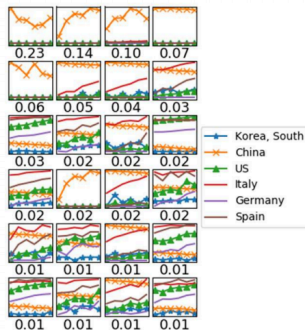 0.23 0.14 0.10 0.07
0.06 0.05 0.04 0.03
0.03 0.02 0.02 0.02
0.02 0.02 0.02 0.02
0.01 0.01 0.01 0.01
0.01 0.01 0.01 0.01
Korea, South
China
US
Italy
Germany
Spain